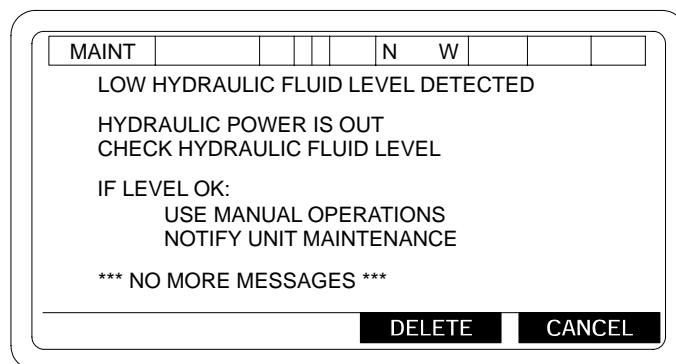 MAINT N W
LOW HYDRAULIC FLUID LEVEL DETECTED
HYDRAULIC POWER IS OUT
CHECK HYDRAULIC FLUID LEVEL
IF LEVEL OK:
USE MANUAL OPERATIONS
NOTIFY UNIT MAINTENANCE
*** NO MORE MESSAGES ***
DELETE CANCEL